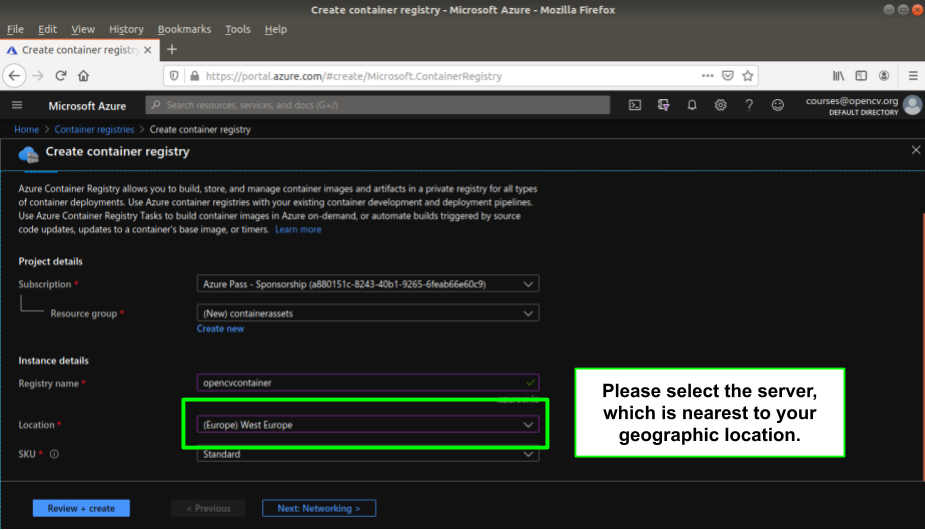 Create container registry - Microsoft Azure - Mozilla Firefox
File Edit View History Bookmarks Tools Help
Create container registry
https://portal.azure.com/#create/Microsoft.ContainerRegistry
Microsoft Azure
Search resources, services, and docs (G+/)
courses@opencv.org
DEFAULT DIRECTORY
Home > Container registries > Create container registry
Create container registry
Azure Container Registry allows you to build, store, and manage container images and artifacts in a private registry for all types
of container deployments. Use Azure container registries with your existing container development and deployment pipelines.
Use Azure Container Registry Tasks to build container images in Azure on-demand, or automate builds triggered by source
code updates, updates to a container's base image, or timers. Learn more
Project details
Subscription *
Azure Pass - Sponsorship (a880151c-8243-40b1-9265-6feab66e60c9)
Resource group *
(New) containerassets
Create new
Instance details
Registry name *
opencvcontainer
Location *
(Europe) West Europe
SKU *
Standard
Please select the server,
which is nearest to your
geographic location.
Review + create
< Previous
Next: Networking >